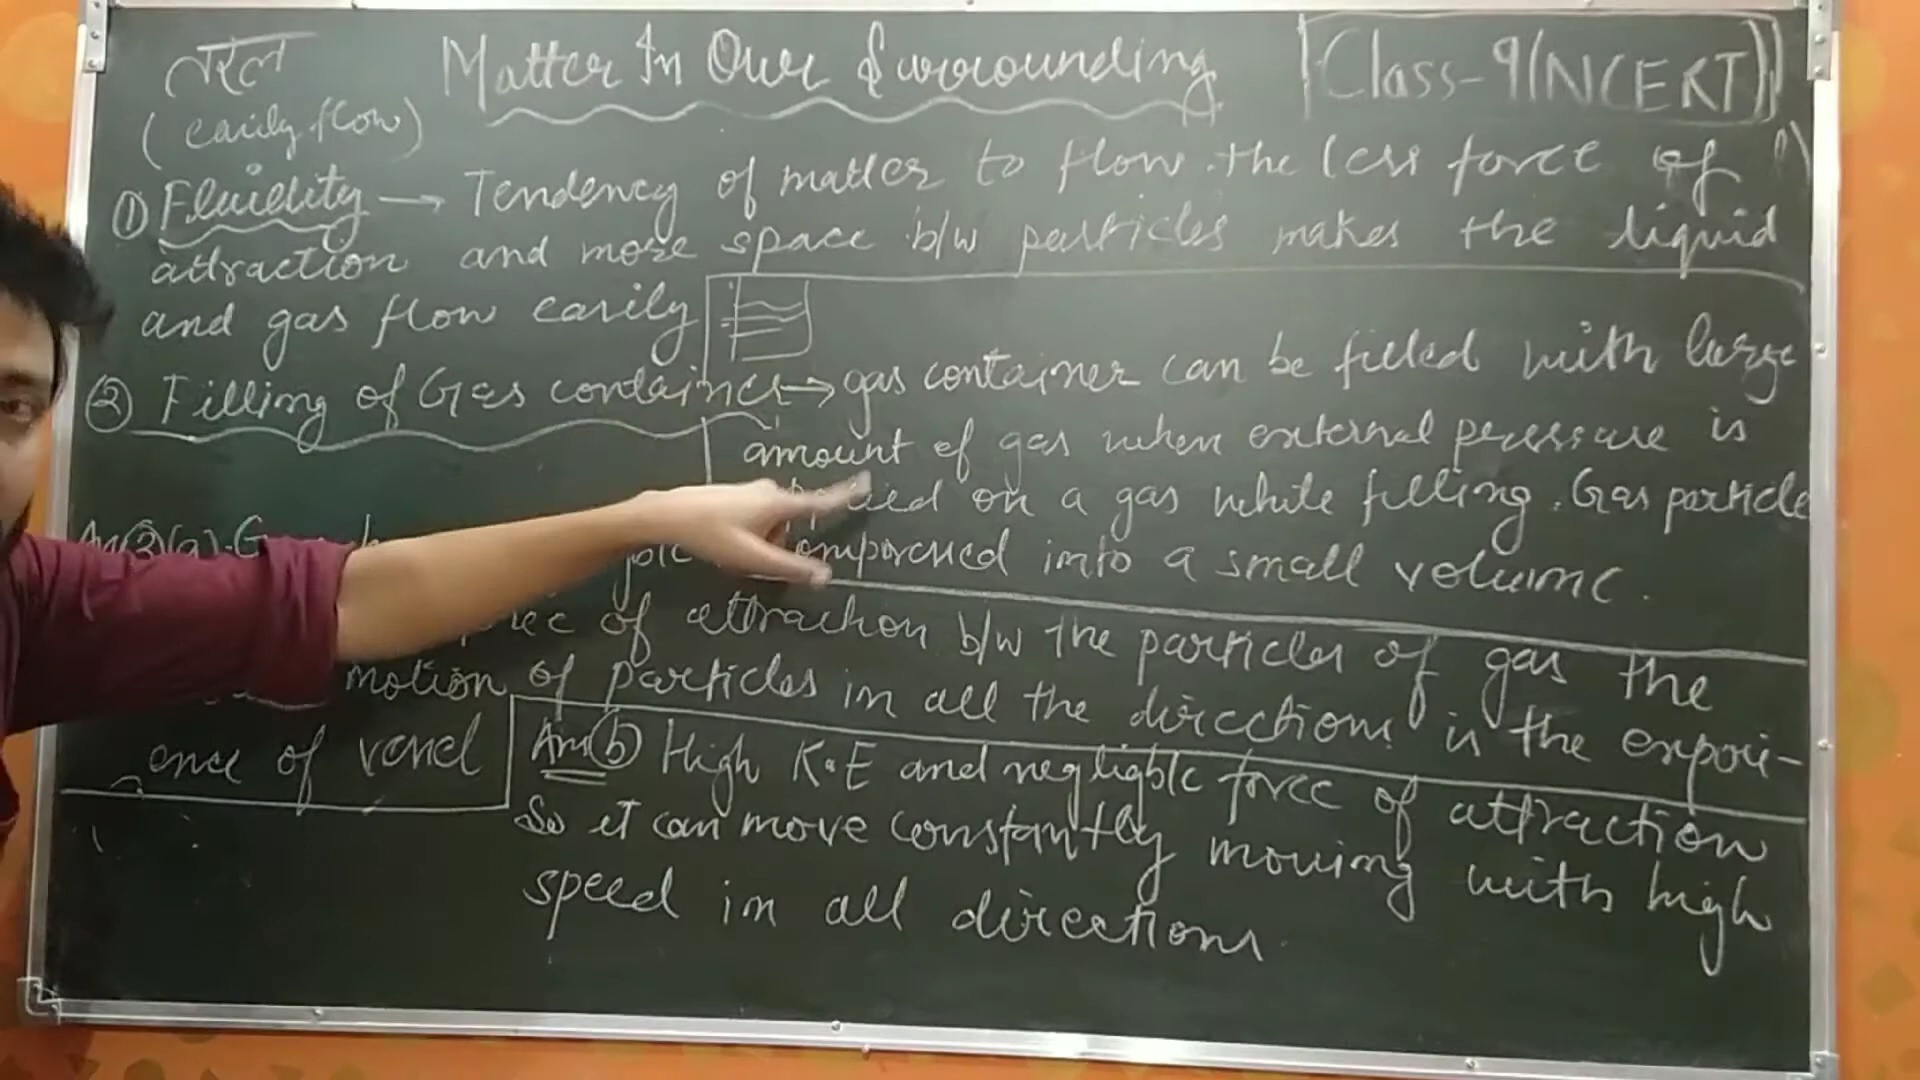 तरल
(easily flow)
Matter In Our Surrounding
Class-9(NCERT)
① Fluidity → Tendency of matter to flow. the less force of
attraction and more space b/w particles makes the liquid
and gas flow easily
② Filling of Gas container → gas container can be filled with large
amount of gas when external pressure is
on a gas while filling. Gas particle
into a small volume.
Ans③(a).
of attraction b/w the particles of gas the
motion of particles in all the directions is the experi-
ence of vessel
Ans(b) High K.E and negligble force of attraction
So it can move constantly moving with high
speed in all directions.